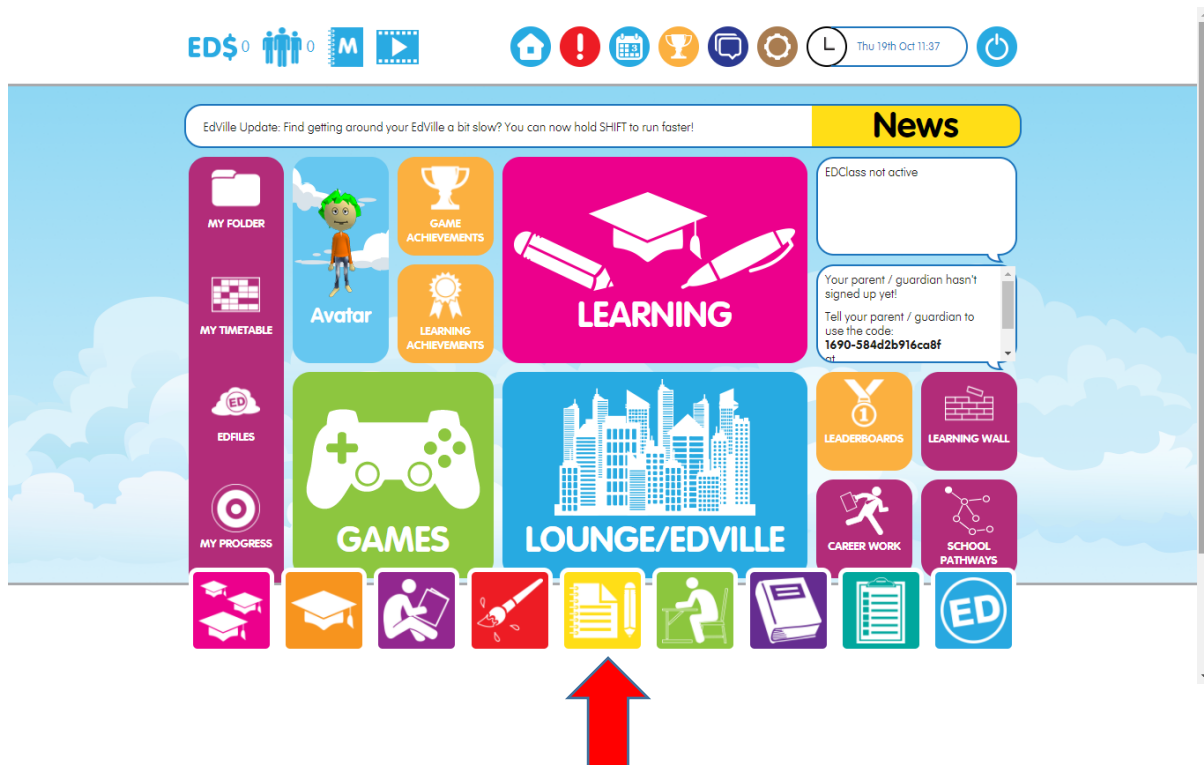 ED$ 0
0
M
3
Thu 19th Oct 11:37
EdVille Update: Find getting around your EdVille a bit slow? You can now hold SHIFT to run faster!
News
MY FOLDER
MY TIMETABLE
ED
EDFILES
MY PROGRESS
Avatar
GAME
ACHIEVEMENTS
LEARNING
ACHIEVEMENTS
LEARNING
EDClass not active
Your parent / guardian hasn't
signed up yet!
Tell your parent / guardian to
use the code:
1690-584d2b916ca8f
at
GAMES
LOUNGE/EDVILLE
1
LEADERBOARDS
LEARNING WALL
CAREER WORK
SCHOOL
PATHWAYS
ED